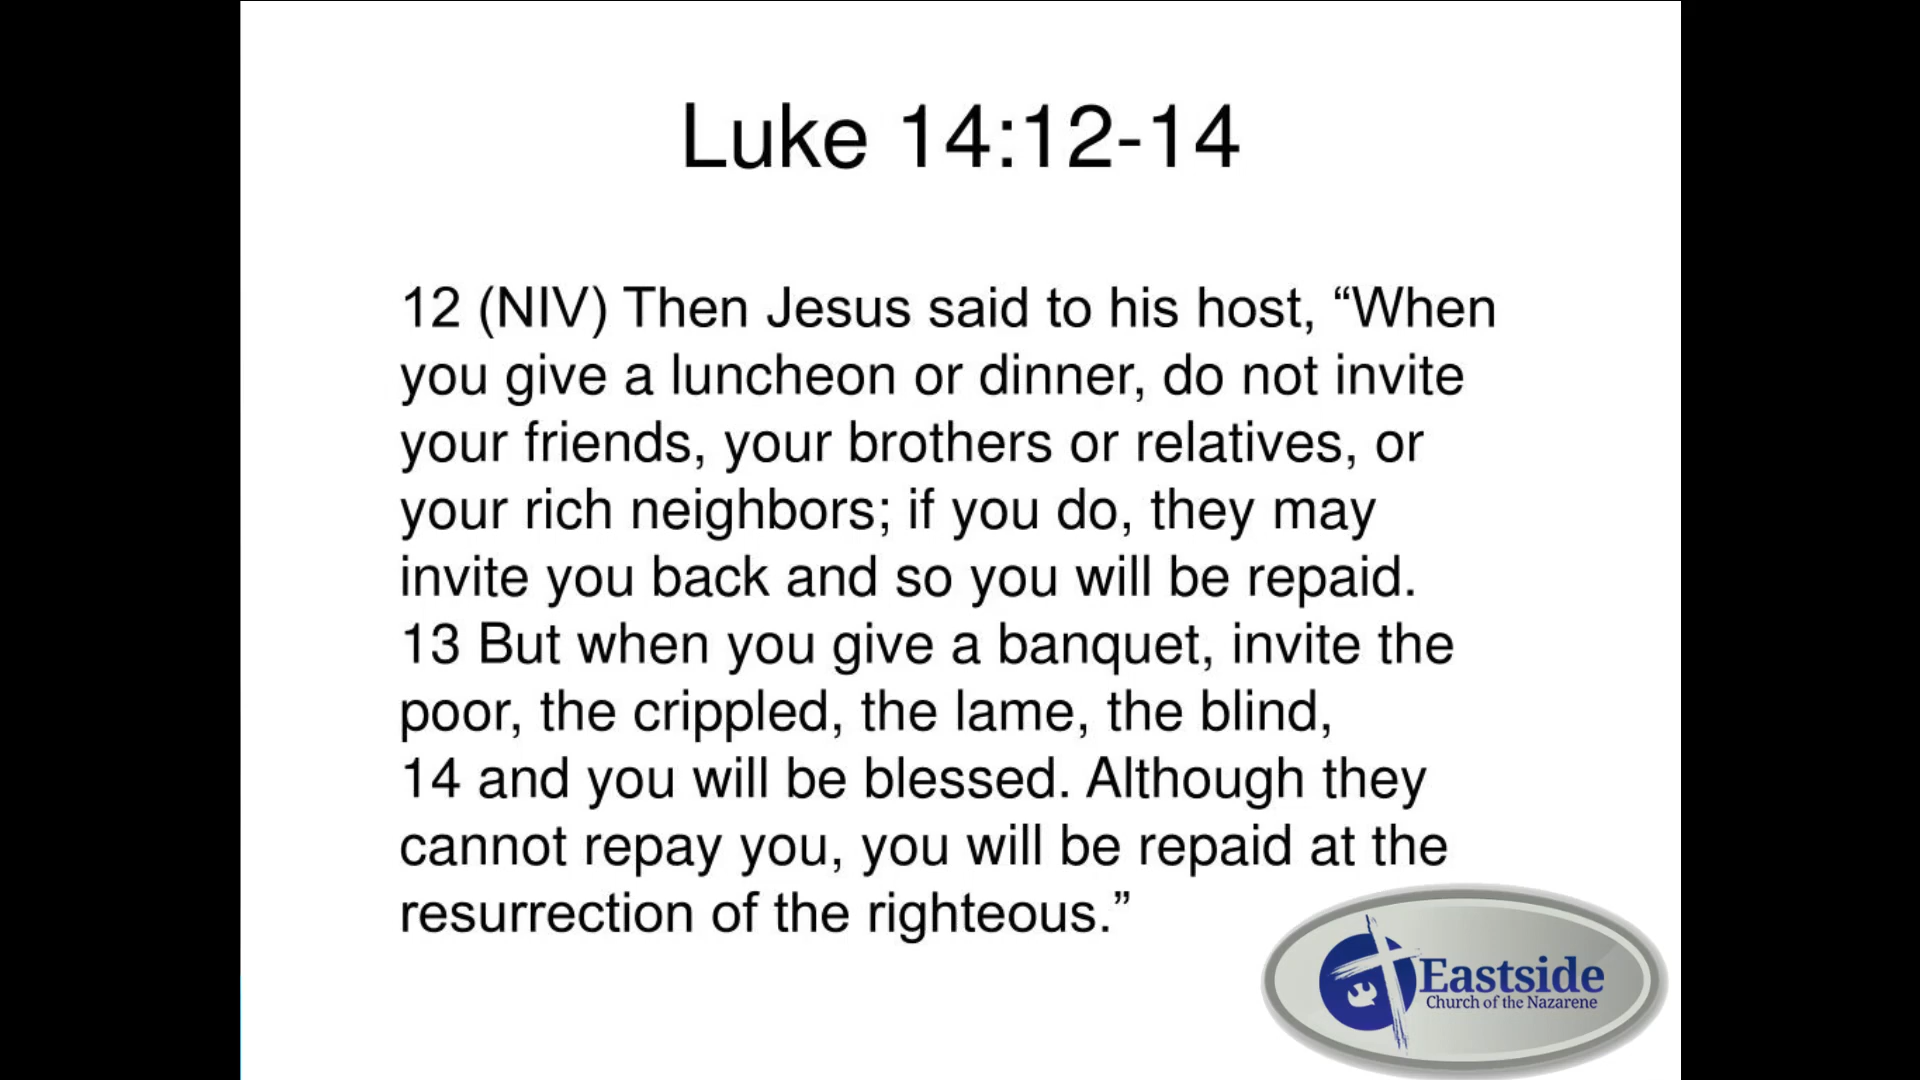 Luke 14:12-14
12 (NIV) Then Jesus said to his host, “When
you give a luncheon or dinner, do not invite
your friends, your brothers or relatives, or
your rich neighbors; if you do, they may
invite you back and so you will be repaid.
13 But when you give a banquet, invite the
poor, the crippled, the lame, the blind,
14 and you will be blessed. Although they
cannot repay you, you will be repaid at the
resurrection of the righteous.”
Eastside
Church of the Nazarene